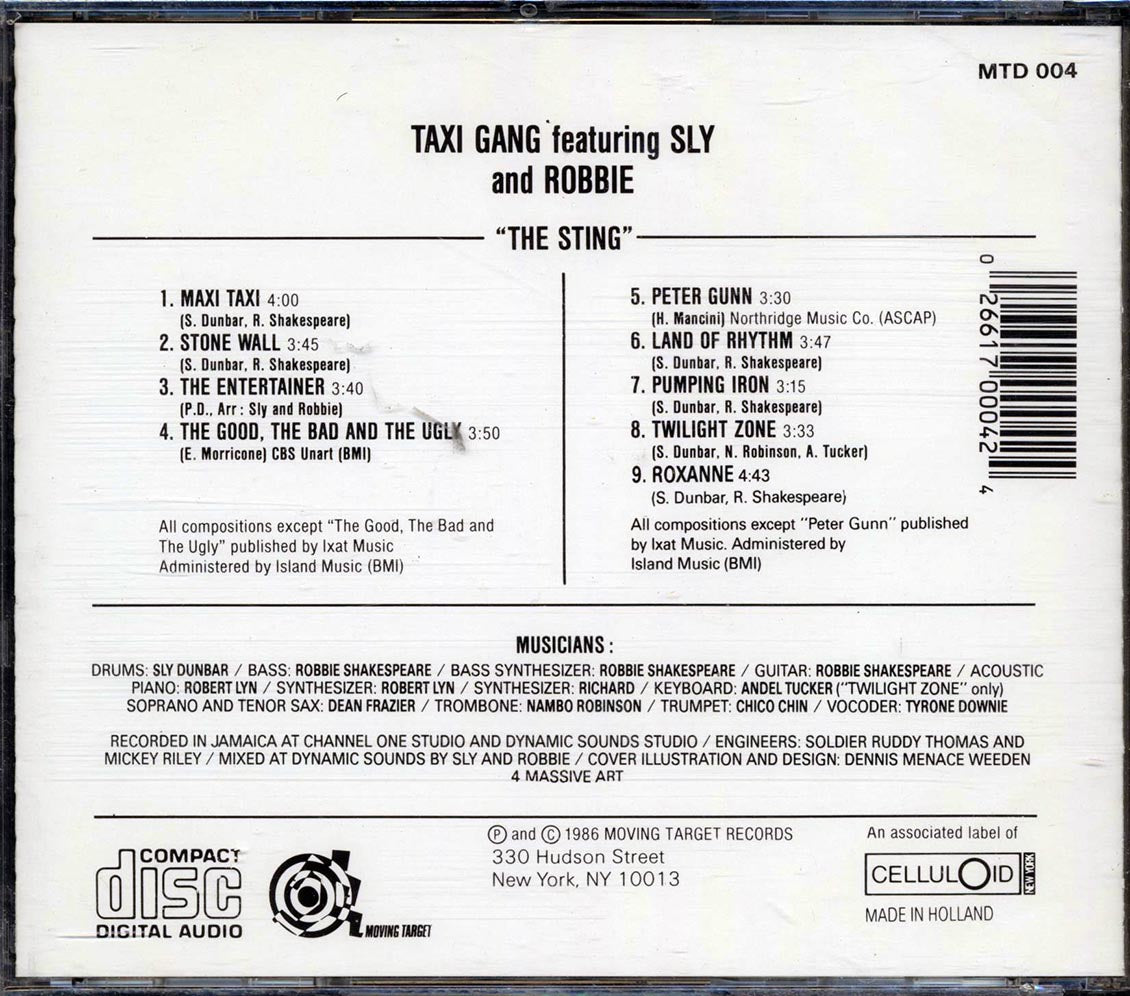 MTD 004
TAXI GANG featuring SLY
and ROBBIE
“THE STING”
1. MAXI TAXI 4:00
(S. Dunbar, R. Shakespeare)
2. STONE WALL 3:45
(S. Dunbar, R. Shakespeare)
3. THE ENTERTAINER 3:40
(P.D., Arr : Sly and Robbie)
4. THE GOOD, THE BAD AND THE UGLY 3:50
(E. Morricone) CBS Unart (BMI)
All compositions except “The Good, The Bad and
The Ugly” published by Ixat Music
Administered by Island Music (BMI)
5. PETER GUNN 3:30
(H. Mancini) Northridge Music Co. (ASCAP)
6. LAND OF RHYTHM 3:47
(S. Dunbar, R. Shakespeare)
7. PUMPING IRON 3:15
(S. Dunbar, R. Shakespeare)
8. TWILIGHT ZONE 3:33
(S. Dunbar, N. Robinson, A. Tucker)
9. ROXANNE 4:43
(S. Dunbar, R. Shakespeare)
All compositions except "Peter Gunn" published
by Ixat Music. Administered by
Island Music (BMI)
0 26617 00042 4
MUSICIANS :
DRUMS: SLY DUNBAR / BASS: ROBBIE SHAKESPEARE / BASS SYNTHESIZER: ROBBIE SHAKESPEARE / GUITAR: ROBBIE SHAKESPEARE / ACOUSTIC
PIANO: ROBERT LYN / SYNTHESIZER: ROBERT LYN / SYNTHESIZER: RICHARD / KEYBOARD: ANDEL TUCKER ("TWILIGHT ZONE" only)
SOPRANO AND TENOR SAX: DEAN FRAZIER / TROMBONE: NAMBO ROBINSON / TRUMPET: CHICO CHIN / VOCODER: TYRONE DOWNIE
RECORDED IN JAMAICA AT CHANNEL ONE STUDIO AND DYNAMIC SOUNDS STUDIO / ENGINEERS: SOLDIER RUDDY THOMAS AND
MICKEY RILEY / MIXED AT DYNAMIC SOUNDS BY SLY AND ROBBIE / COVER ILLUSTRATION AND DESIGN: DENNIS MENACE WEEDEN
4 MASSIVE ART
COMPACT
disc
DIGITAL AUDIO
MOVING TARGET
Ⓟ and Ⓒ 1986 MOVING TARGET RECORDS
330 Hudson Street
New York, NY 10013
An associated label of
CELLULOID NEW YORK
MADE IN HOLLAND